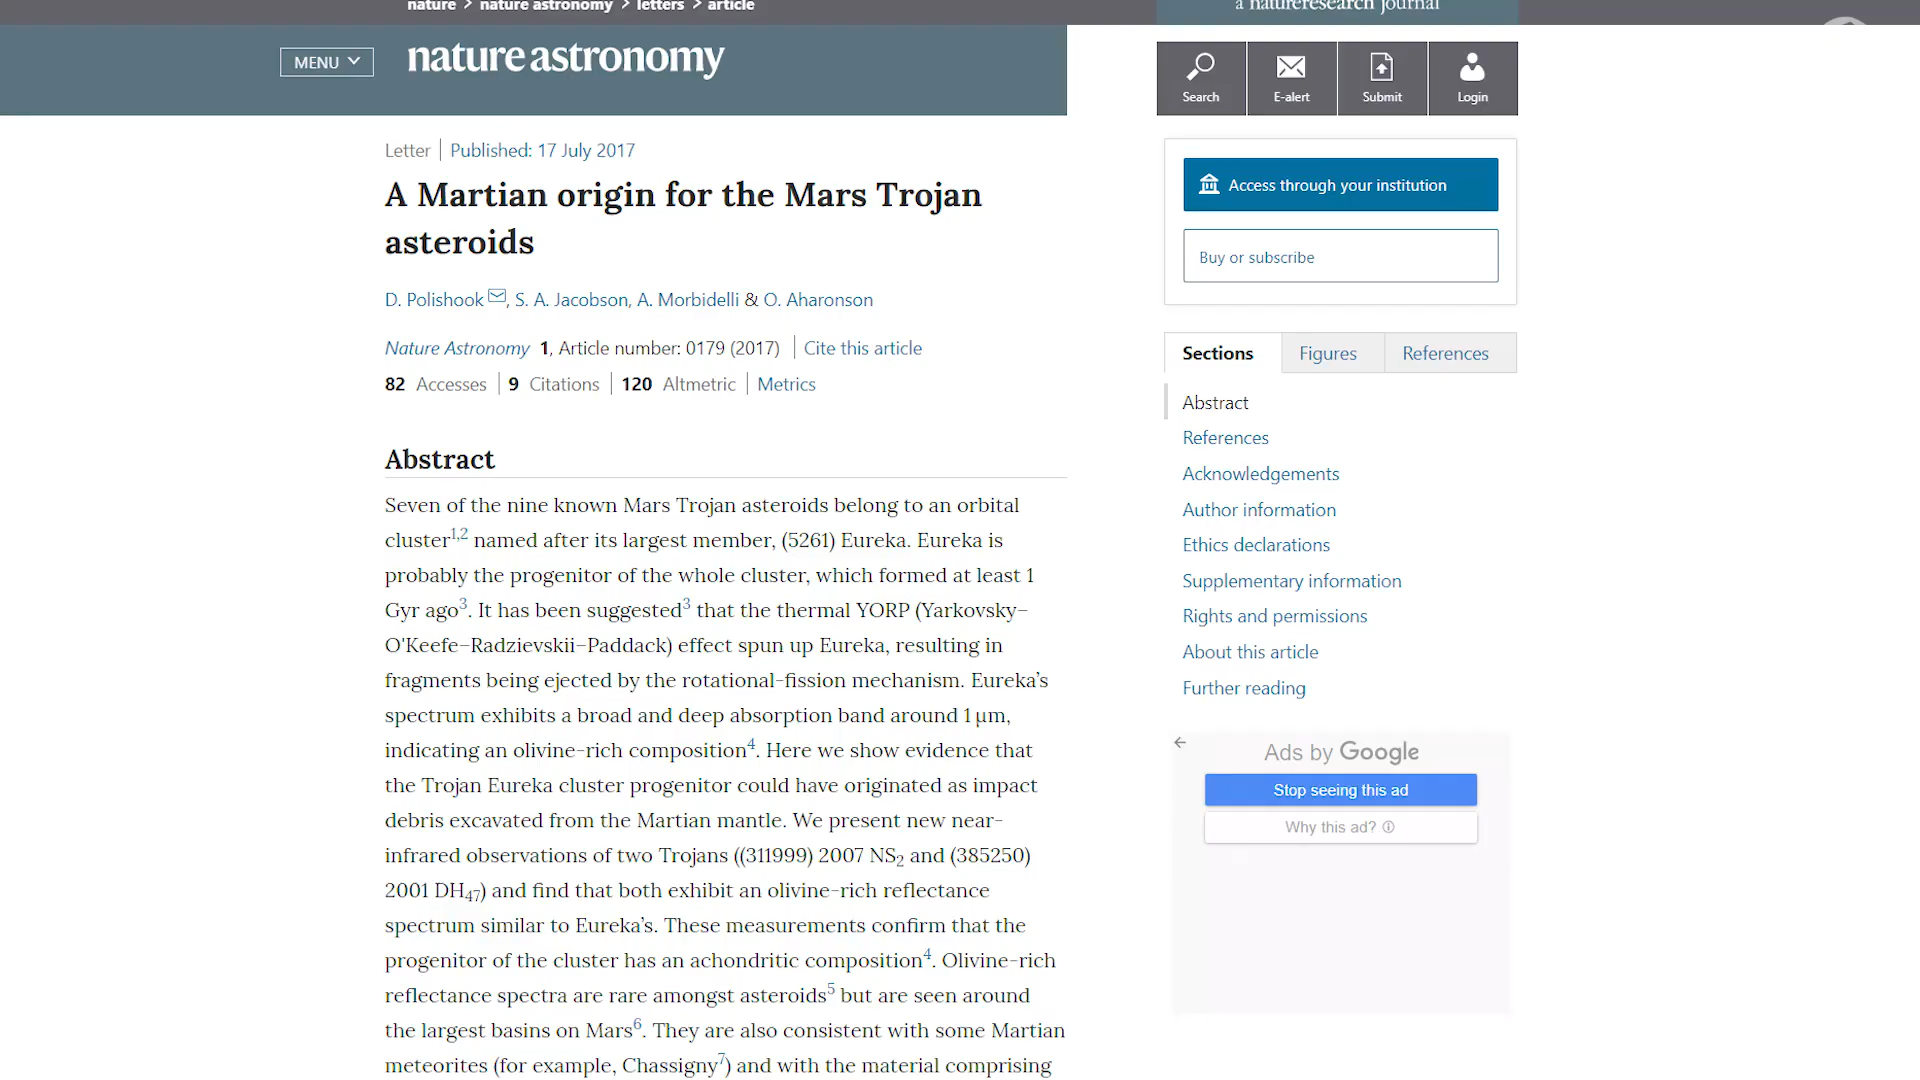 nature > nature astronomy > letters > article
a natureresearch journal
MENU
nature astronomy
Search
E-alert
Submit
Login
Letter | Published: 17 July 2017
A Martian origin for the Mars Trojan
asteroids
D. Polishook, S. A. Jacobson, A. Morbidelli & O. Aharonson
Nature Astronomy 1, Article number: 0179 (2017) | Cite this article
82 Accesses | 9 Citations | 120 Altmetric | Metrics
Abstract
Seven of the nine known Mars Trojan asteroids belong to an orbital
cluster1,2 named after its largest member, (5261) Eureka. Eureka is
probably the progenitor of the whole cluster, which formed at least 1
Gyr ago3. It has been suggested3 that the thermal YORP (Yarkovsky–
O'Keefe–Radzievskii–Paddack) effect spun up Eureka, resulting in
fragments being ejected by the rotational-fission mechanism. Eureka's
spectrum exhibits a broad and deep absorption band around 1 μm,
indicating an olivine-rich composition4. Here we show evidence that
the Trojan Eureka cluster progenitor could have originated as impact
debris excavated from the Martian mantle. We present new near-
infrared observations of two Trojans ((311999) 2007 NS2 and (385250)
2001 DH47) and find that both exhibit an olivine-rich reflectance
spectrum similar to Eureka's. These measurements confirm that the
progenitor of the cluster has an achondritic composition4. Olivine-rich
reflectance spectra are rare amongst asteroids5 but are seen around
the largest basins on Mars6. They are also consistent with some Martian
meteorites (for example, Chassigny7) and with the material comprising
Access through your institution
Buy or subscribe
Sections
Figures
References
Abstract
References
Acknowledgements
Author information
Ethics declarations
Supplementary information
Rights and permissions
About this article
Further reading
Ads by Google
Stop seeing this ad
Why this ad?